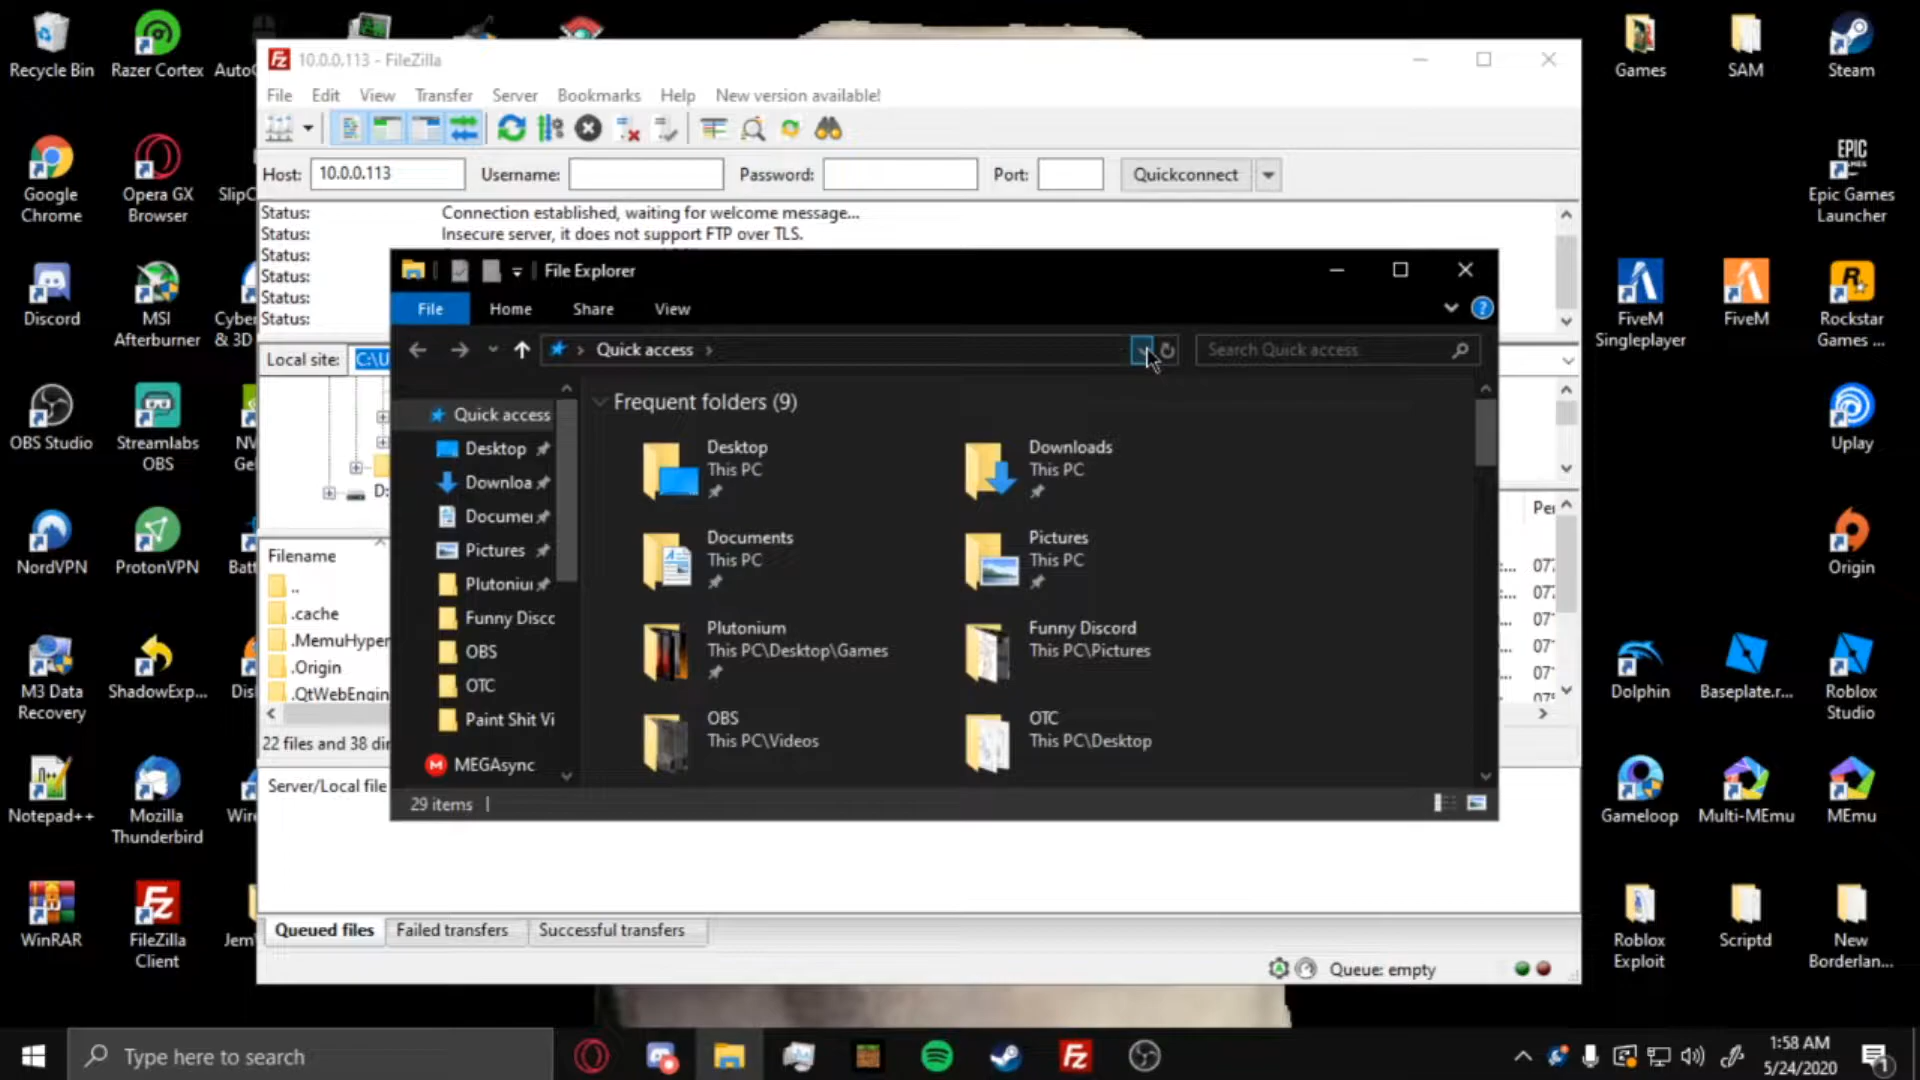 Recycle Bin
Razer Cortex
Google
Chrome
Opera GX
Browser
Discord
MSI
Afterburner
OBS Studio
Streamlabs
OBS
NordVPN
ProtonVPN
M3 Data
Recovery
ShadowExp...
Notepad++
Mozilla
Thunderbird
WinRAR
FileZilla
Client
10.0.0.113 - FileZilla
File Edit View Transfer Server Bookmarks Help New version available!
Host: 10.0.0.113 Username: Password: Port: Quickconnect
Status: Connection established, waiting for welcome message...
Status: Insecure server, it does not support FTP over TLS.
Status:
Status:
Status:
Status:
Local site: C:\U
D:
Filename
..
.cache
.MemuHyper
.Origin
.QtWebEngin
22 files and 38 dir
Server/Local file
Queued files Failed transfers Successful transfers
Queue: empty
File Explorer
File Home Share View
Quick access
Search Quick access
Quick access
Desktop
Downloa
Documer
Pictures
Plutoniu
Funny Disc
OBS
OTC
Paint Shit Vi
MEGAsync
Frequent folders (9)
Desktop
This PC
Downloads
This PC
Documents
This PC
Pictures
This PC
Plutonium
This PC\Desktop\Games
Funny Discord
This PC\Pictures
OBS
This PC\Videos
OTC
This PC\Desktop
29 items
Games
SAM
Steam
EPIC
GAMES
Epic Games
Launcher
FiveM
Singleplayer
FiveM
Rockstar
Games ...
Uplay
Origin
Dolphin
Baseplate.r...
Roblox
Studio
Gameloop
Multi-MEmu
MEmu
Roblox
Exploit
Scriptd
New
Borderlan...
Type here to search
1:58 AM
5/24/2020
1